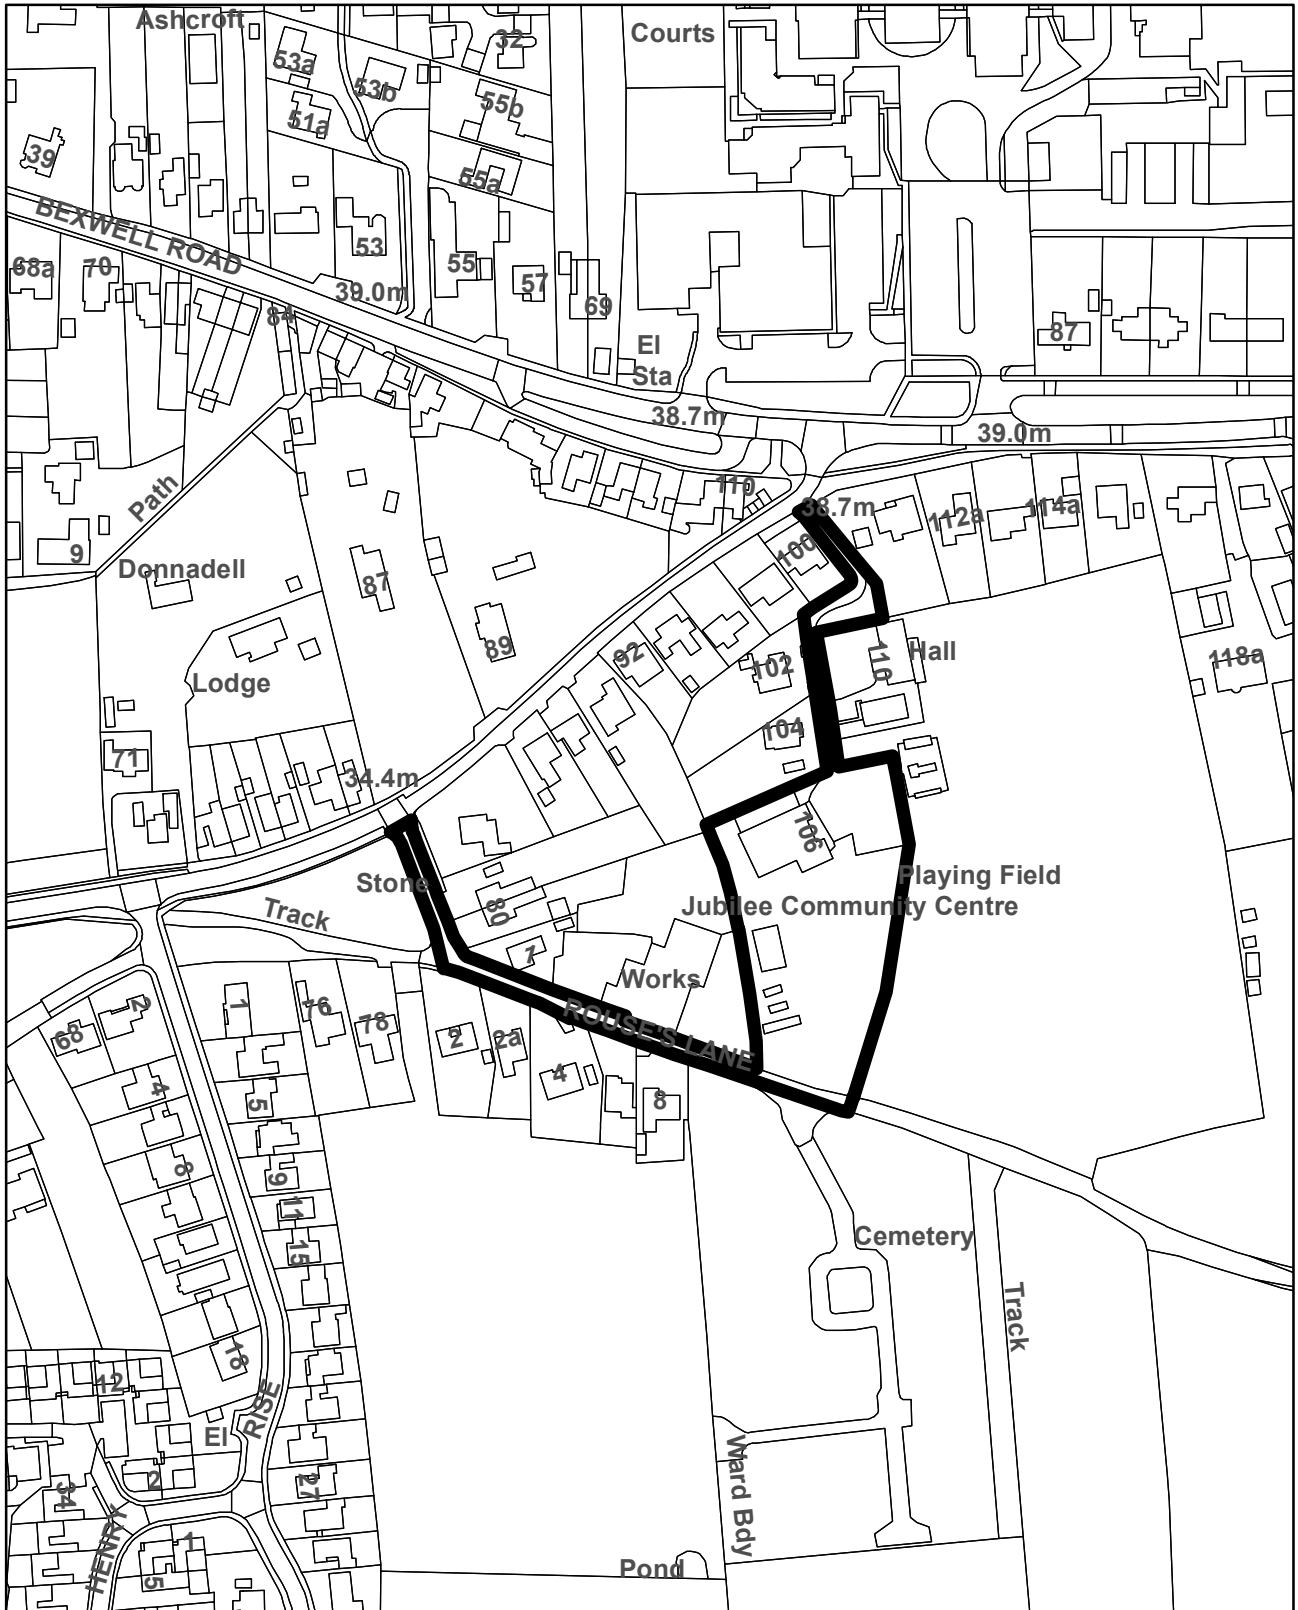 Ashcroft
32
Courts
53a
53b
55b
51a
39
55a
BEXWELL ROAD
53
68a
70
55
57
39.0m
69
84
El
Sta
87
38.7m
39.0m
Path
110
38.7m
112a
114a
9
100
Donnadell
87
89
92
102
110
Hall
118a
Lodge
104
71
34.4m
106
Stone
Playing Field
80
Jubilee Community Centre
Track
7
Works
2
1
76
78
ROUSE'S LANE
68
2
2a
4
4
5
8
8
9
11
Cemetery
15
Track
18
12
RISE
El
2
27
34
Ward Bdy
HENRY
1
5
Pond